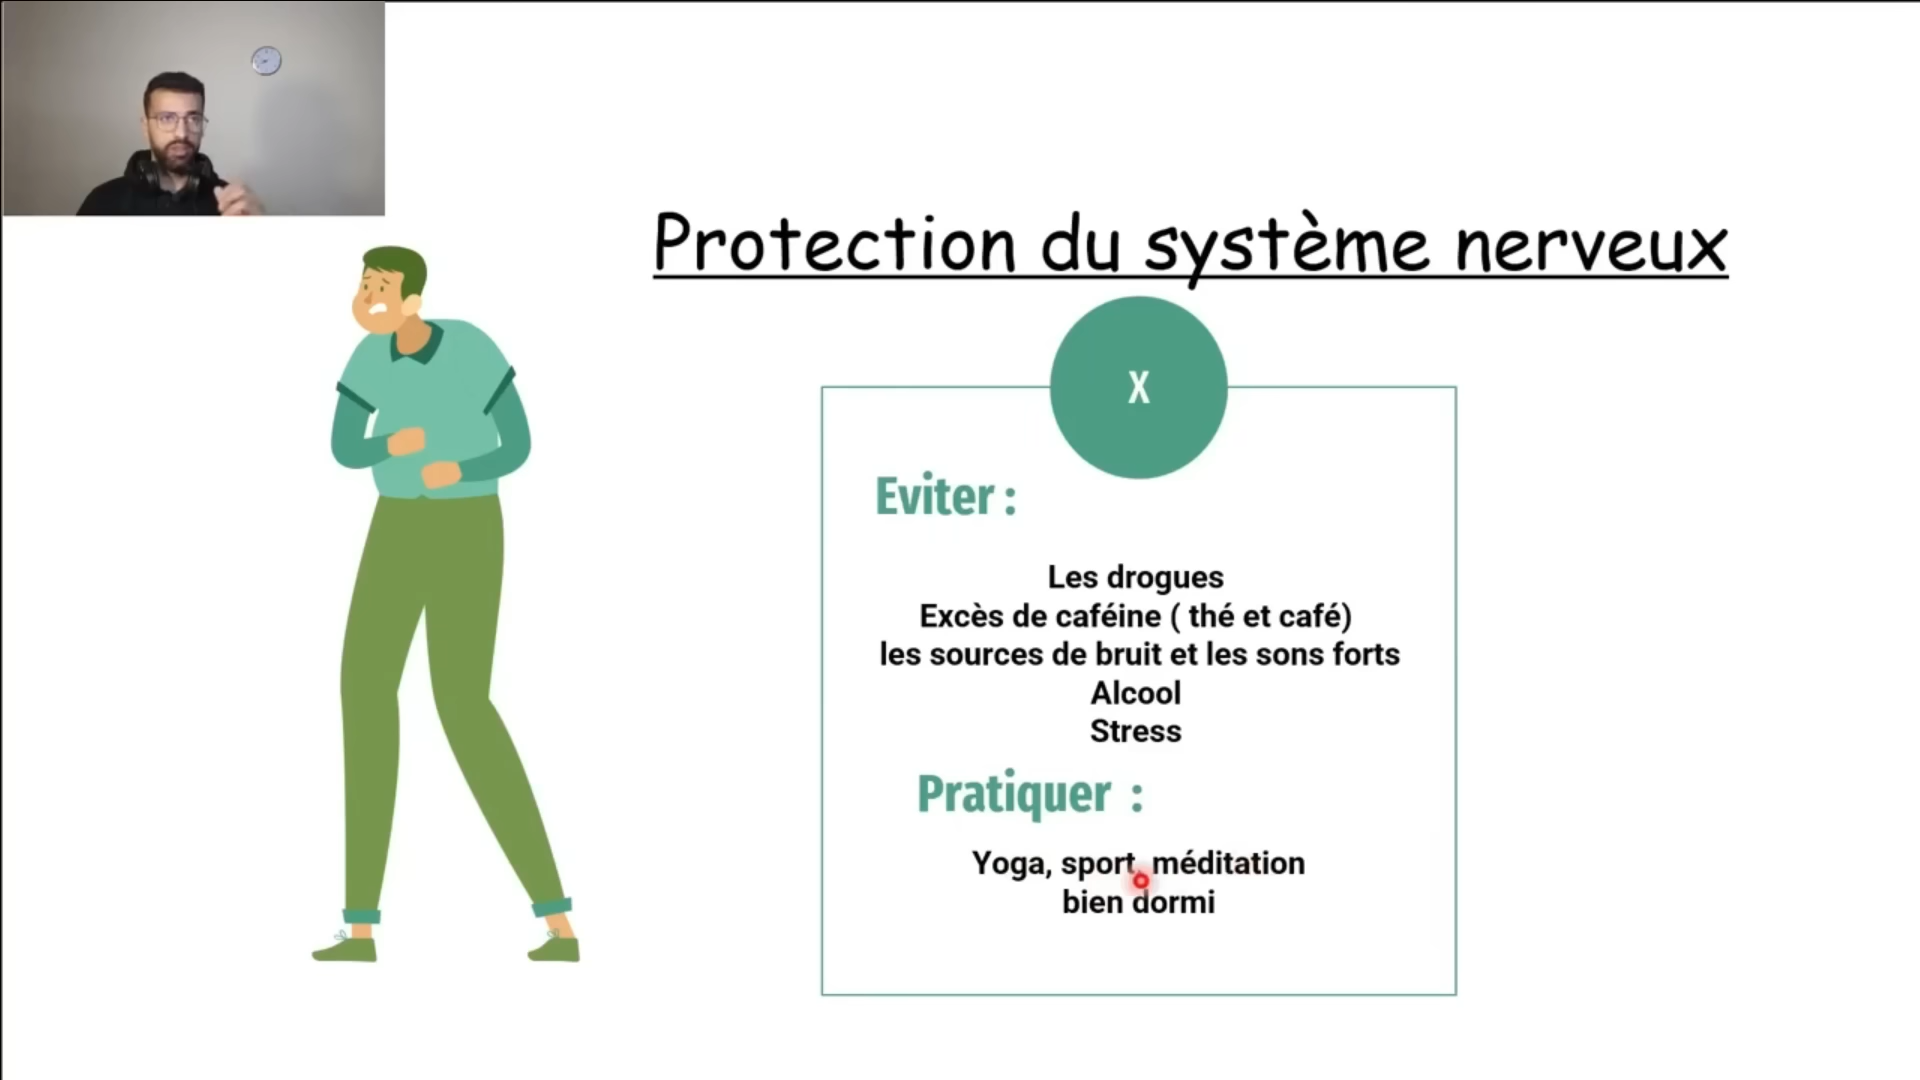 Protection du système nerveux
X
Eviter :
Les drogues
Excès de caféine ( thé et café)
les sources de bruit et les sons forts
Alcool
Stress
Pratiquer :
Yoga, sport, méditation
bien dormi